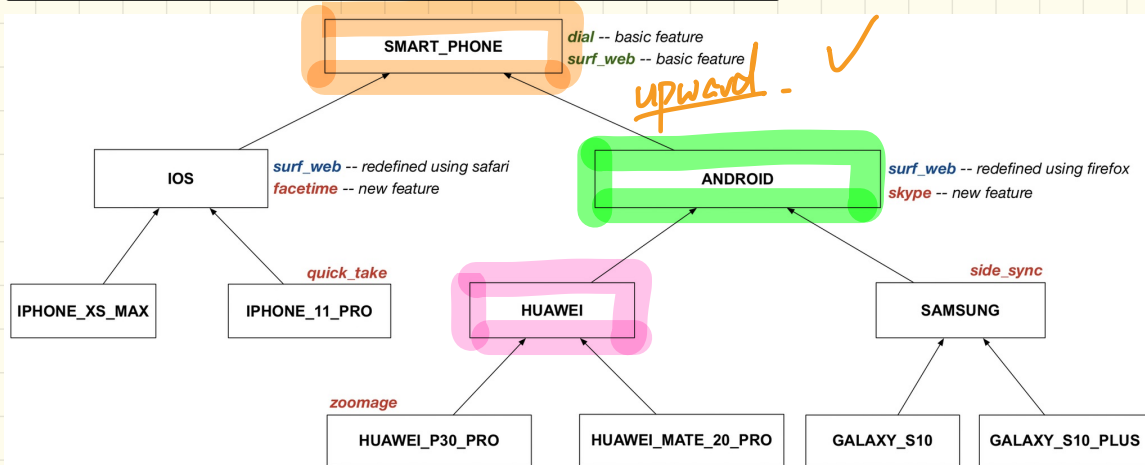 SMART_PHONE
dial -- basic feature
surf_web -- basic feature
upward -
IOS
surf_web -- redefined using safari
facetime -- new feature
ANDROID
surf_web -- redefined using firefox
skype -- new feature
quick_take
side_sync
IPHONE_XS_MAX
IPHONE_11_PRO
HUAWEI
SAMSUNG
zoomage
HUAWEI_P30_PRO
HUAWEI_MATE_20_PRO
GALAXY_S10
GALAXY_S10_PLUS